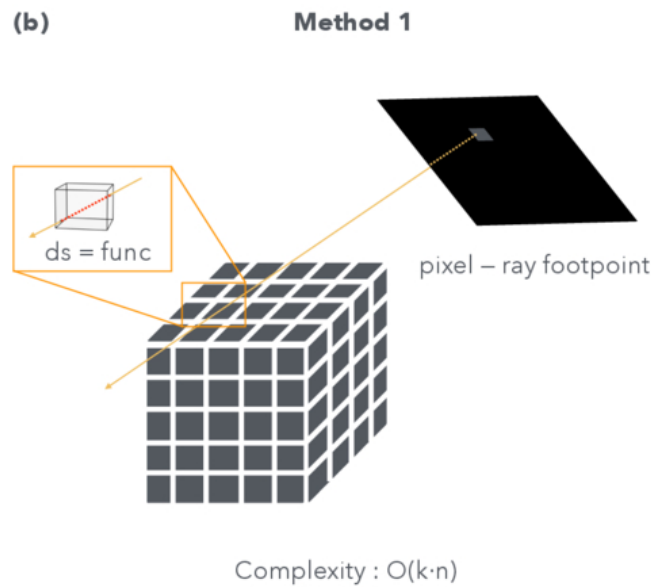 (b)
Method 1
ds = func
pixel – ray footpoint
Complexity : O(k·n)